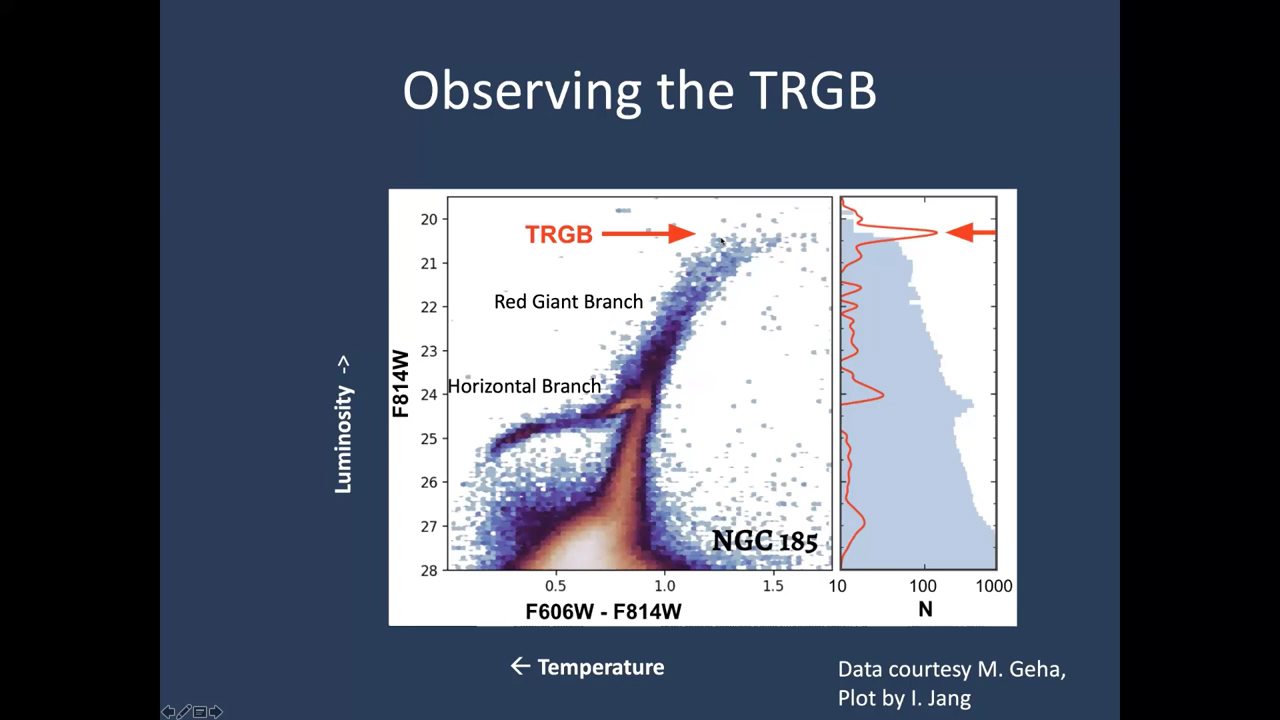 Observing the TRGB
TRGB
Red Giant Branch
Horizontal Branch
NGC 185
20
21
22
23
24
25
26
27
28
F814W
Luminosity ->
0.5
1.0
1.5
F606W - F814W
← Temperature
10
100
1000
N
Data courtesy M. Geha,
Plot by I. Jang